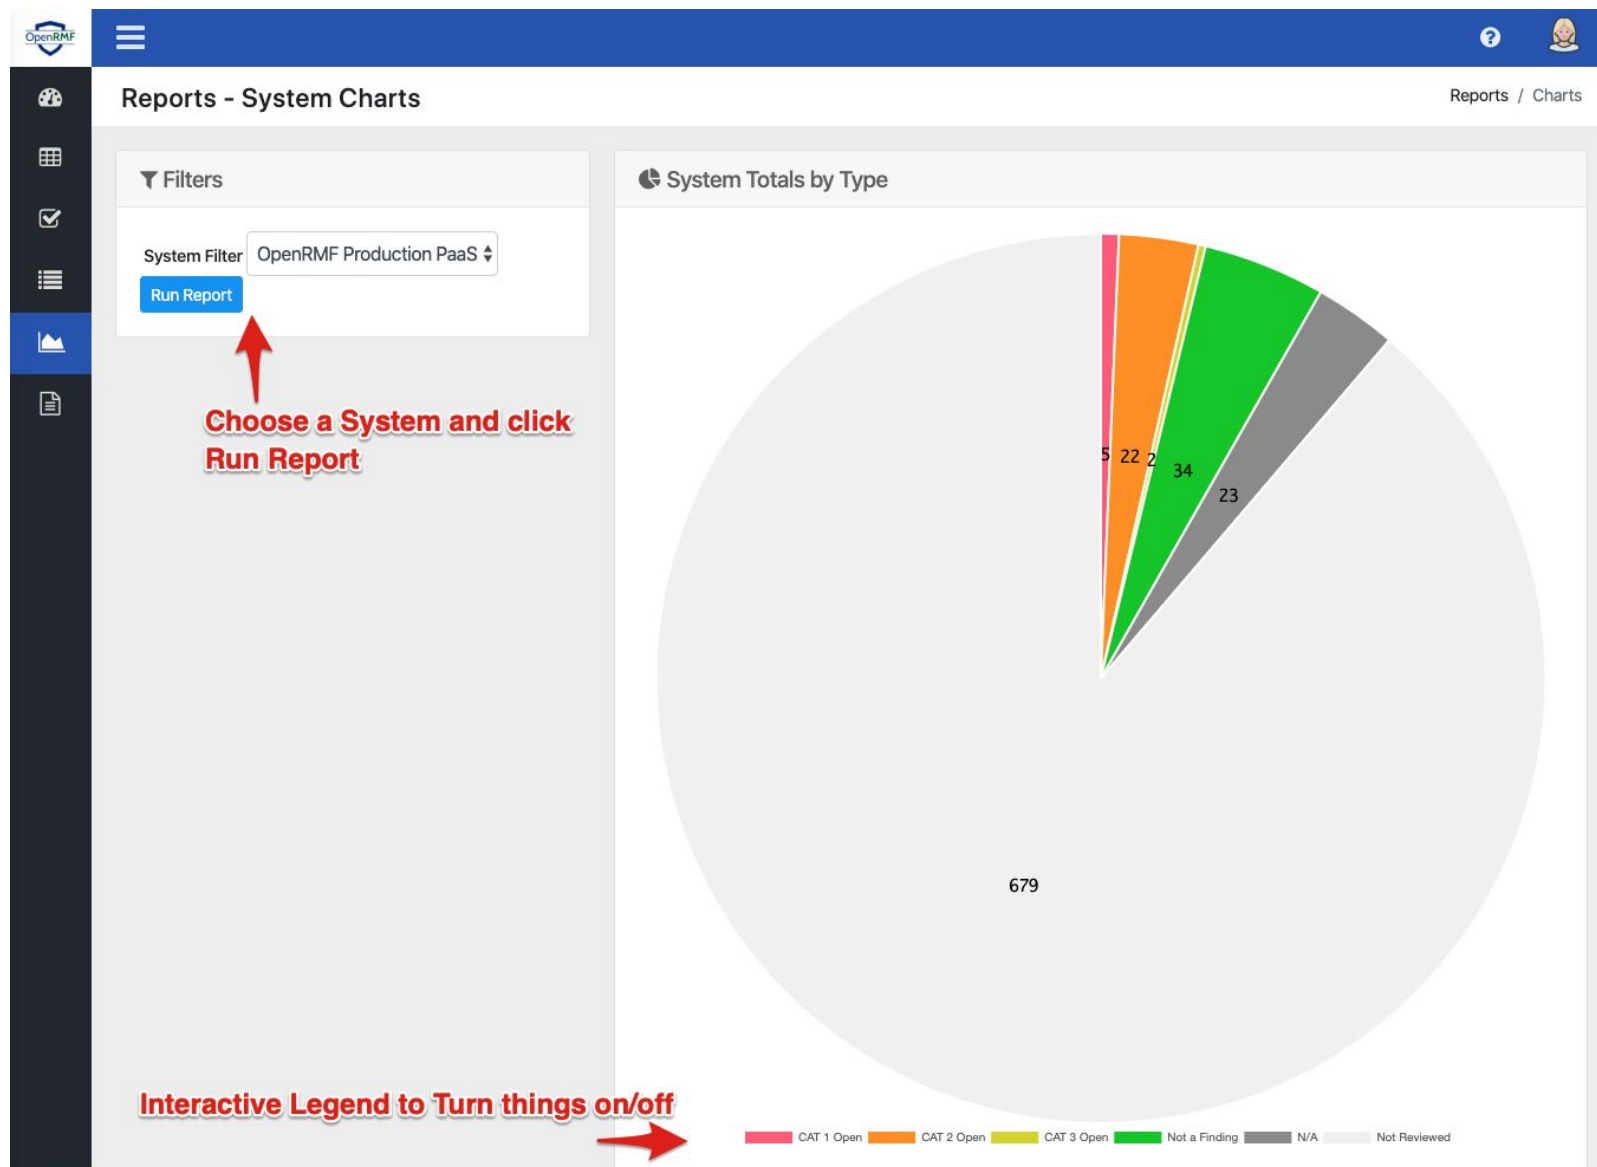 OpenRMF
?
Reports - System Charts
Reports / Charts
Filters
System Filter OpenRMF Production PaaS
Run Report
Choose a System and click
Run Report
System Totals by Type
5 22 2 34 23
679
Interactive Legend to Turn things on/off
CAT 1 Open CAT 2 Open CAT 3 Open Not a Finding N/A Not Reviewed